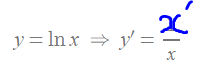 y = ln x ⇒ y' = x'/x